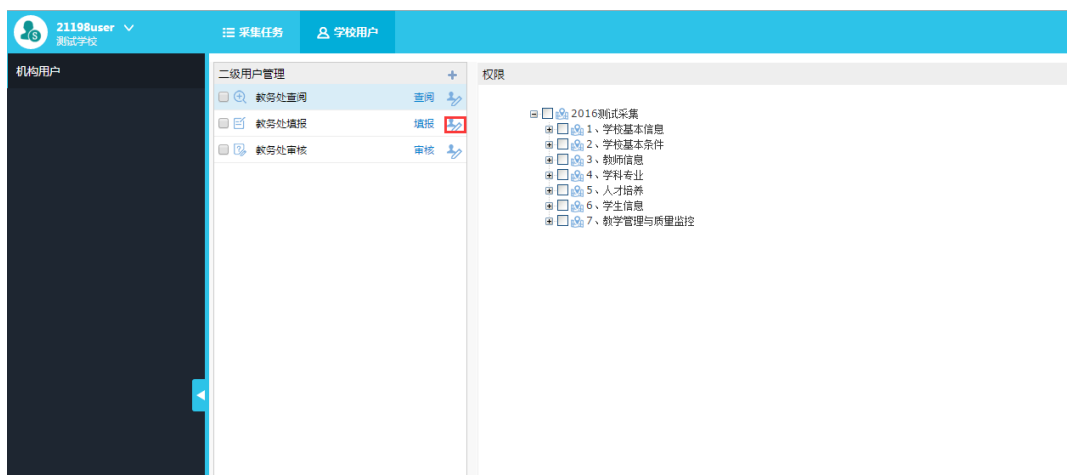 21198user
测试学校
采集任务
学校用户
机构用户
二级用户管理
+
教务处查阅 查阅
教务处填报 填报
教务处审核 审核
权限
2016测试采集
1、学校基本信息
2、学校基本条件
3、教师信息
4、学科专业
5、人才培养
6、学生信息
7、教学管理与质量监控